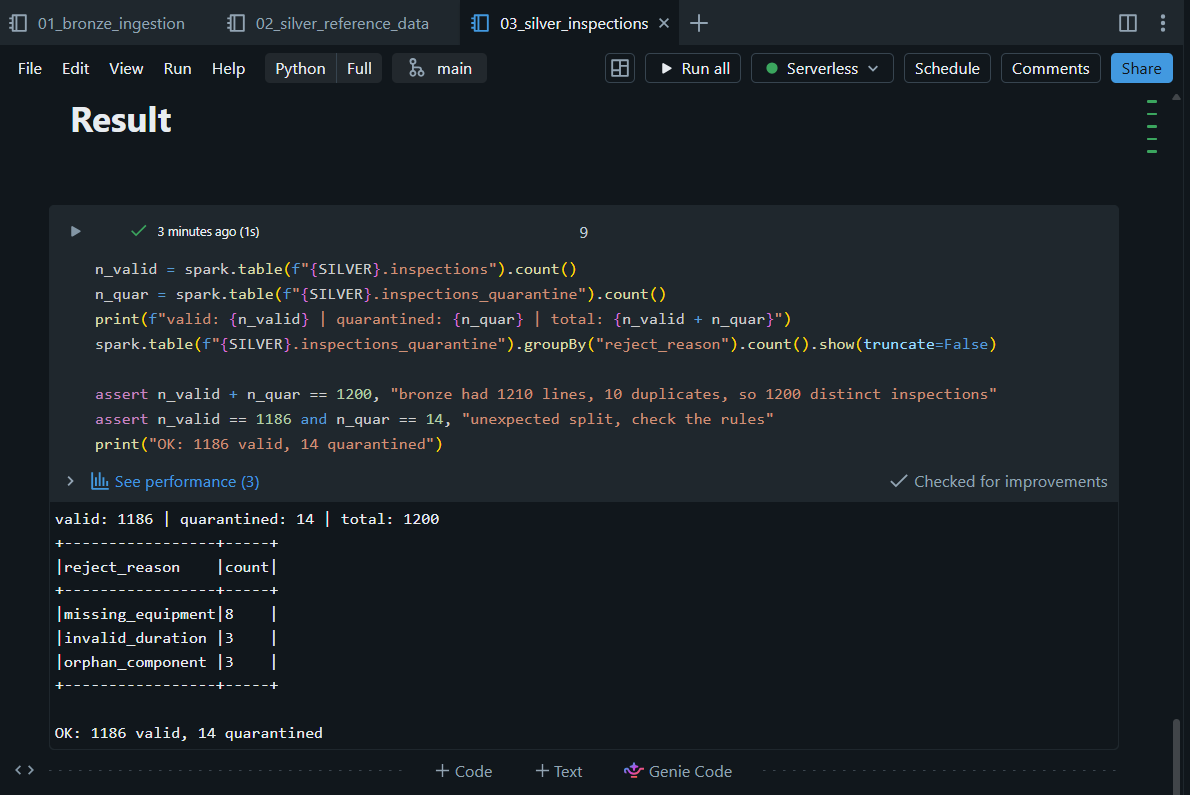 01_bronze_ingestion 02_silver_reference_data 03_silver_inspections
File Edit View Run Help Python Full main Run all Serverless Schedule Comments Share
Result
3 minutes ago (1s) 9
n_valid = spark.table(f"{SILVER}.inspections").count()
n_quar = spark.table(f"{SILVER}.inspections_quarantine").count()
print(f"valid: {n_valid} | quarantined: {n_quar} | total: {n_valid + n_quar}")
spark.table(f"{SILVER}.inspections_quarantine").groupBy("reject_reason").count().show(truncate=False)
assert n_valid + n_quar == 1200, "bronze had 1210 lines, 10 duplicates, so 1200 distinct inspections"
assert n_valid == 1186 and n_quar == 14, "unexpected split, check the rules"
print("OK: 1186 valid, 14 quarantined")
See performance (3) Checked for improvements
valid: 1186 | quarantined: 14 | total: 1200
+-----------------+-----+
|reject_reason    |count|
+-----------------+-----+
|missing_equipment|8    |
|invalid_duration |3    |
|orphan_component |3    |
+-----------------+-----+
OK: 1186 valid, 14 quarantined
Code Text Genie Code